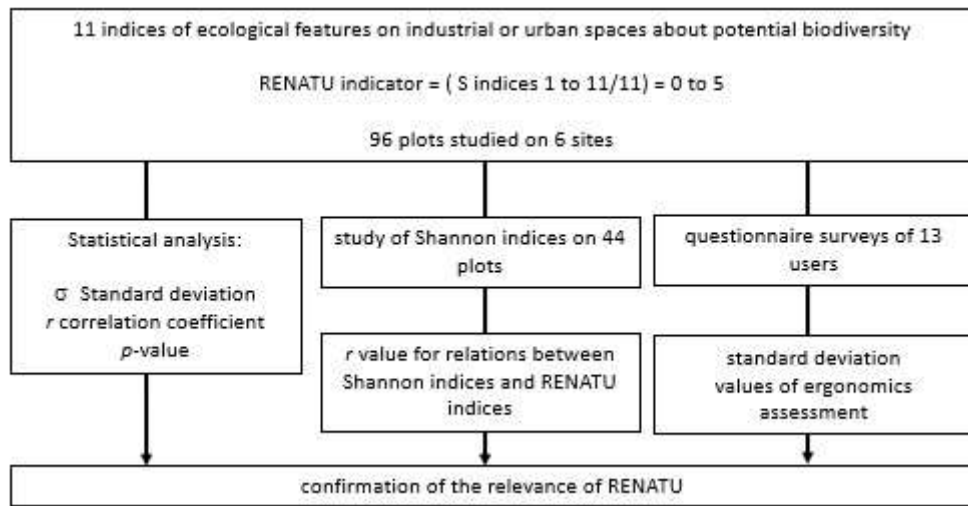 11 indices of ecological features on industrial or urban spaces about potential biodiversity
RENATU indicator = ( S indices 1 to 11/11) = 0 to 5
96 plots studied on 6 sites
Statistical analysis:
σ Standard deviation
r correlation coefficient
p-value
study of Shannon indices on 44
plots
r value for relations between
Shannon indices and RENATU
indices
questionnaire surveys of 13
users
standard deviation
values of ergonomics
assessment
confirmation of the relevance of RENATU